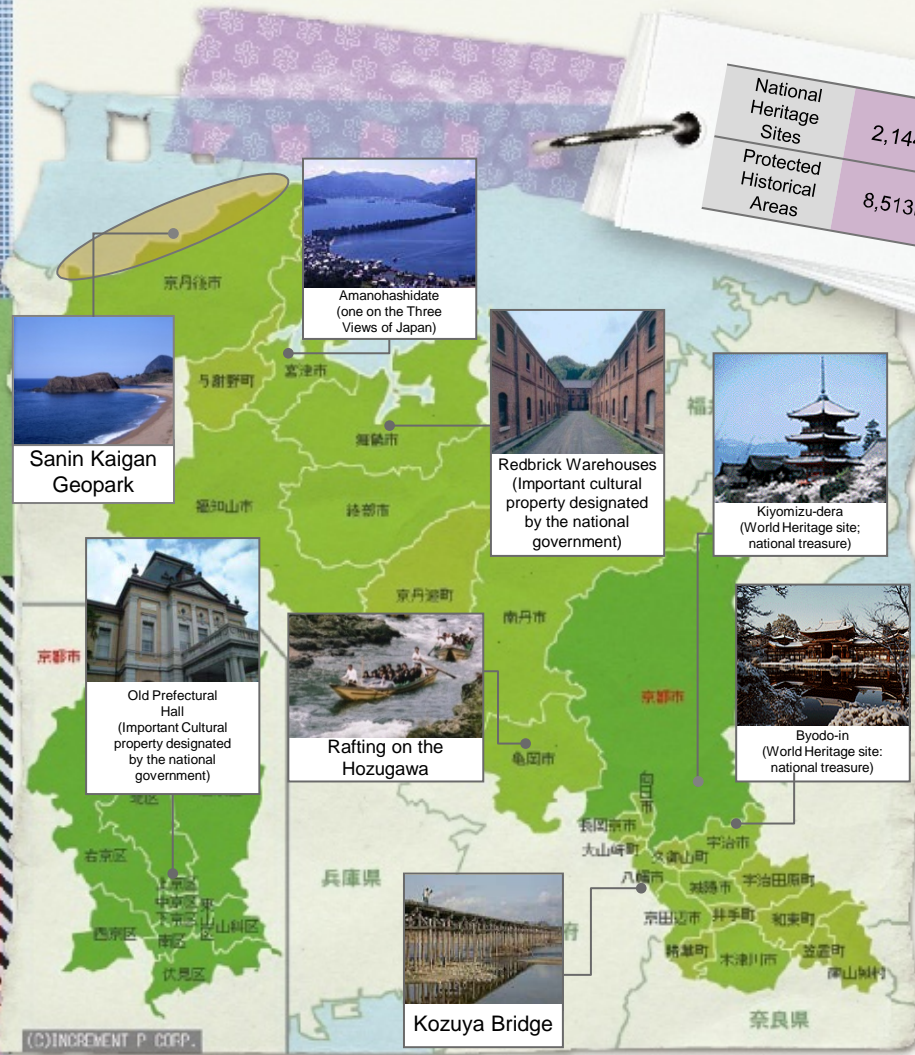 National
Heritage
Sites
2,14
Protected
Historical
Areas
8,513,
Amanohashidate
(one on the Three
Views of Japan)
京丹後市
与謝野町
宮津市
Sanin Kaigan
Geopark
舞鶴市
Redbrick Warehouses
(Important cultural
property designated
by the national
government)
福
Kiyomizu-dera
(World Heritage site;
national treasure)
福知山市
綾部市
京丹波町
南丹市
京都市
Old Prefectural
Hall
(Important Cultural
property designated
by the national
government)
Rafting on the
Hozugawa
亀岡市
京都市
Byodo-in
(World Heritage site:
national treasure)
向日市
長岡京市
大山崎町
久御山町
宇治市
八幡市
城陽市
宇治田原町
京田辺市
井手町
和束町
精華町
木津川市
笠置町
南山城村
右京区
上京区
中京区
下京区
東山区
山科区
西京区
南区
伏見区
兵庫県
府
Kozuya Bridge
奈良県
(C)INCREMENT P CORP.